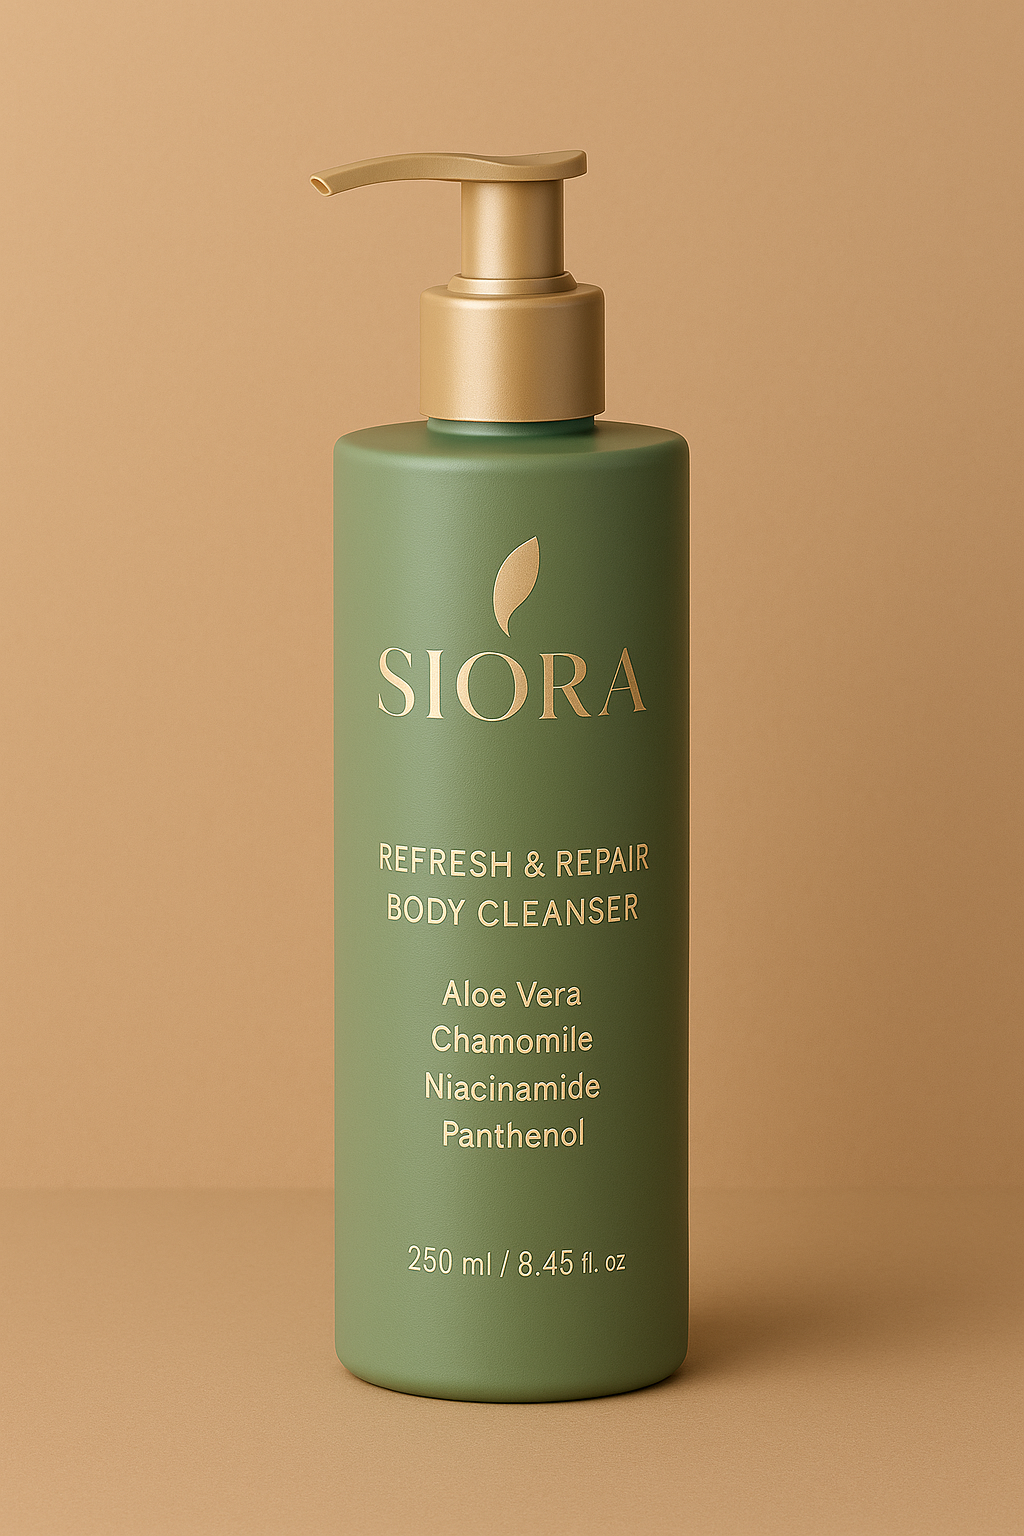 SIORA
REFRESH & REPAIR
BODY CLEANSER
Aloe Vera
Chamomile
Niacinamide
Panthenol
250 ml / 8.45 fl. oz